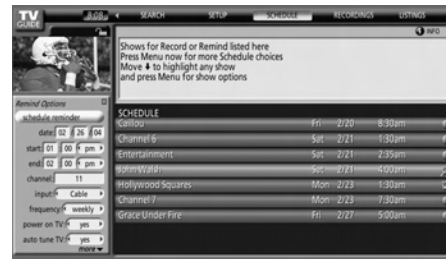 TV GUIDE
8:08p
SEARCH SETUP SCHEDULE RECORDINGS LISTINGS
INFO
Shows for Record or Remind listed here
Press Menu now for more Schedule choices
Move to highlight any show
and press Menu for show options
Remind Options
schedule reminder
date: 02 / 26 / 04
start: 01 00 pm
end: 02 00 pm
channel: 11
input: Cable
frequency: weekly
power on TV: yes
auto tune TV: yes
more
SCHEDULE
Caillou Fri 2/20 8:30am
Channel 6 Sat 2/21 1:30am
Entertainment Sat 2/21 2:35am
John Walsh Sat 2/21 4:00am
Hollywood Squares Mon 2/23 1:30am
Channel 7 Mon 2/23 7:30am
Grace Under Fire Fri 2/27 5:00am